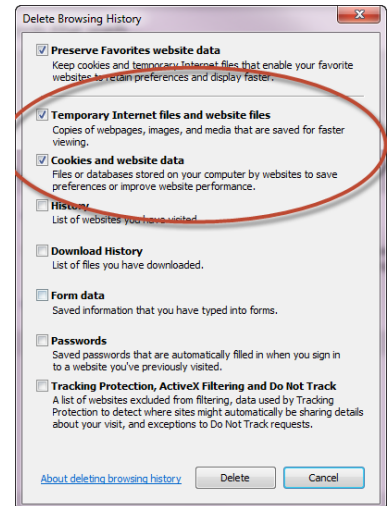 Delete Browsing History
Preserve Favorites website data
Keep cookies and temporary Internet files that enable your favorite
websites to retain preferences and display faster.
Temporary Internet files and website files
Copies of webpages, images, and media that are saved for faster
viewing.
Cookies and website data
Files or databases stored on your computer by websites to save
preferences or improve website performance.
History
List of websites you have visited.
Download History
List of files you have downloaded.
Form data
Saved information that you have typed into forms.
Passwords
Saved passwords that are automatically filled in when you sign in
to a website you've previously visited.
Tracking Protection, ActiveX Filtering and Do Not Track
A list of websites excluded from filtering, data used by Tracking
Protection to detect where sites might automatically be sharing details
about your visit, and exceptions to Do Not Track requests.
About deleting browsing history
Delete
Cancel